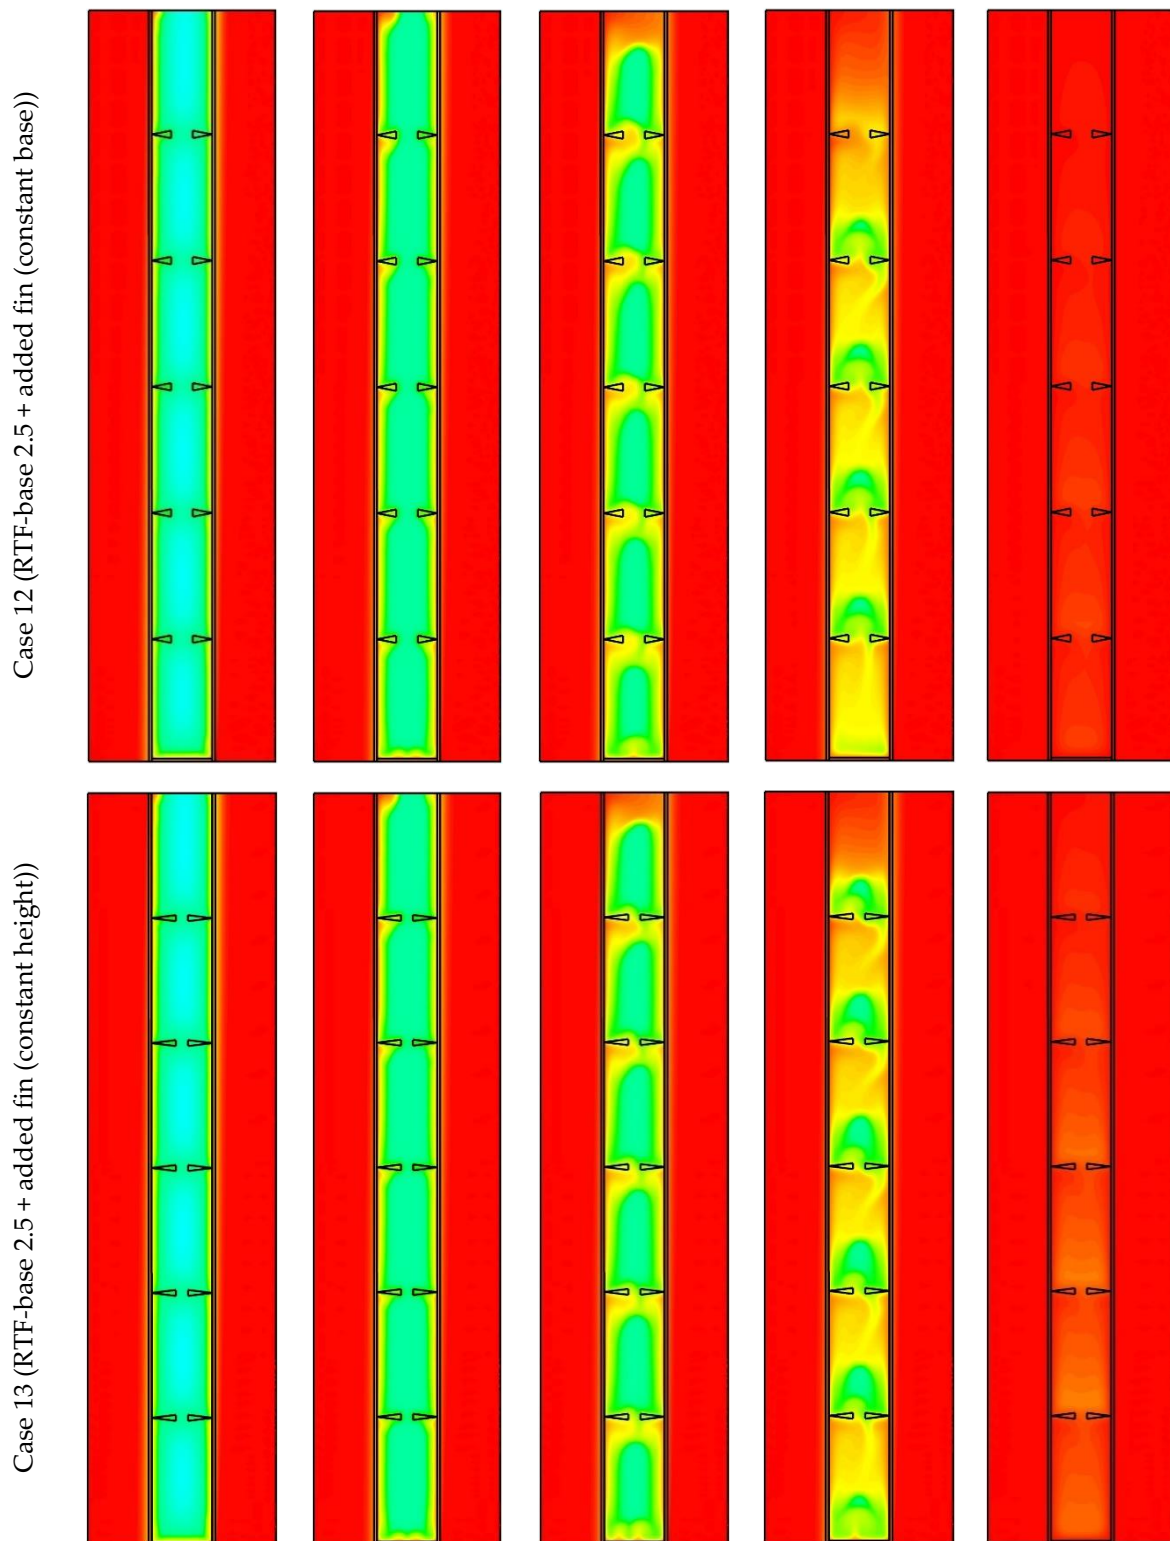 Case 12 (RTF-base 2.5 + added fin (constant base))
Case 13 (RTF-base 2.5 + added fin (constant height))